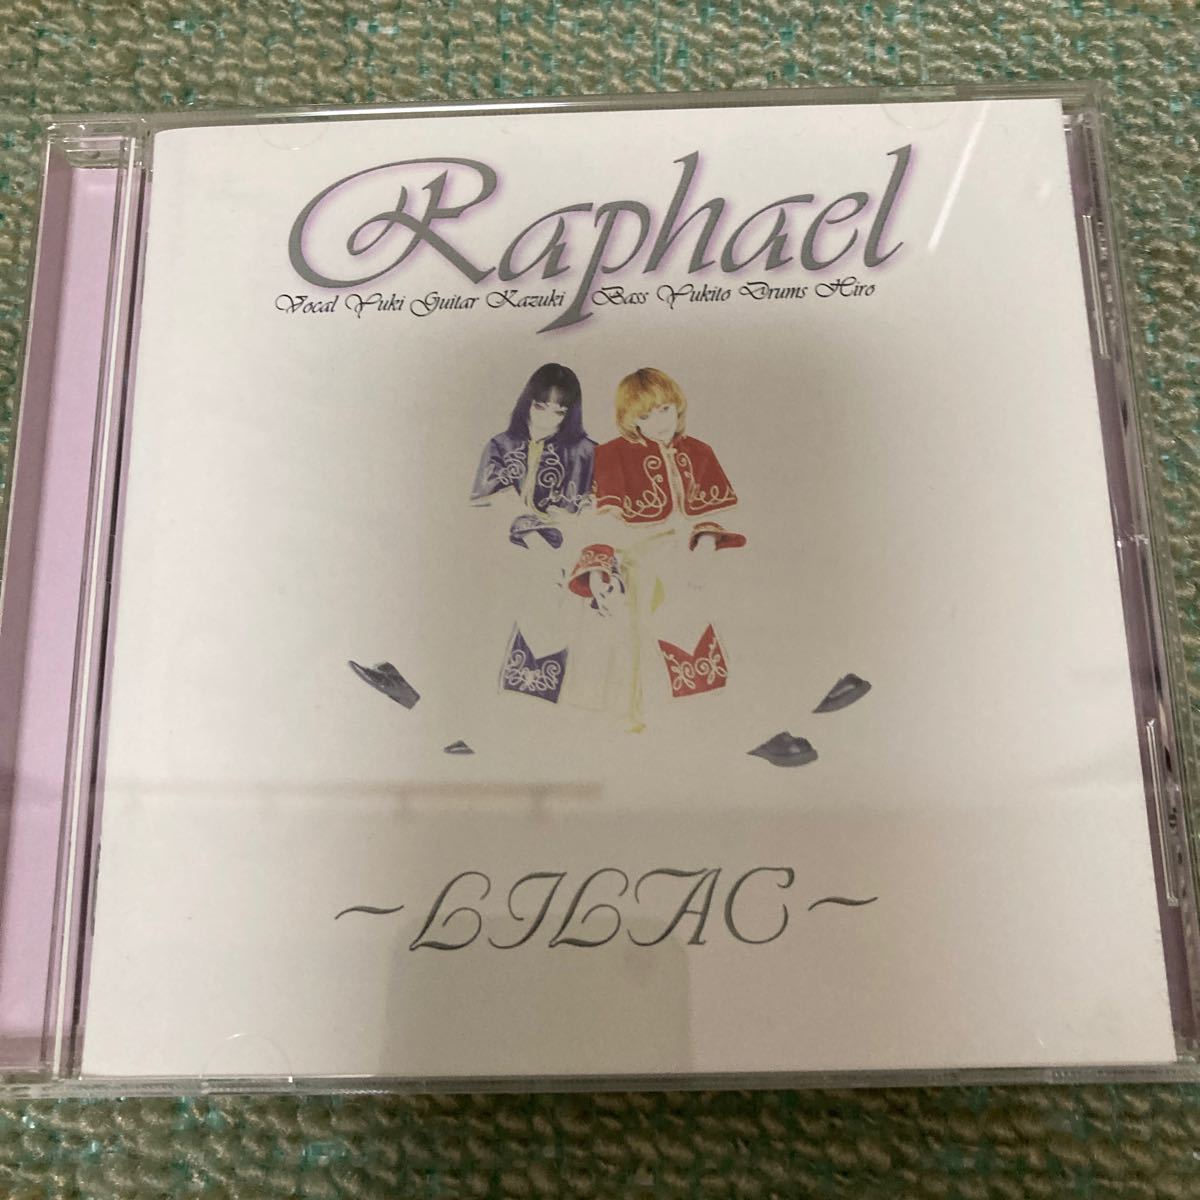 Raphael
Vocal Yuki Guitar Kazuki Bass Yukito Drums Hiro
~LILAC~